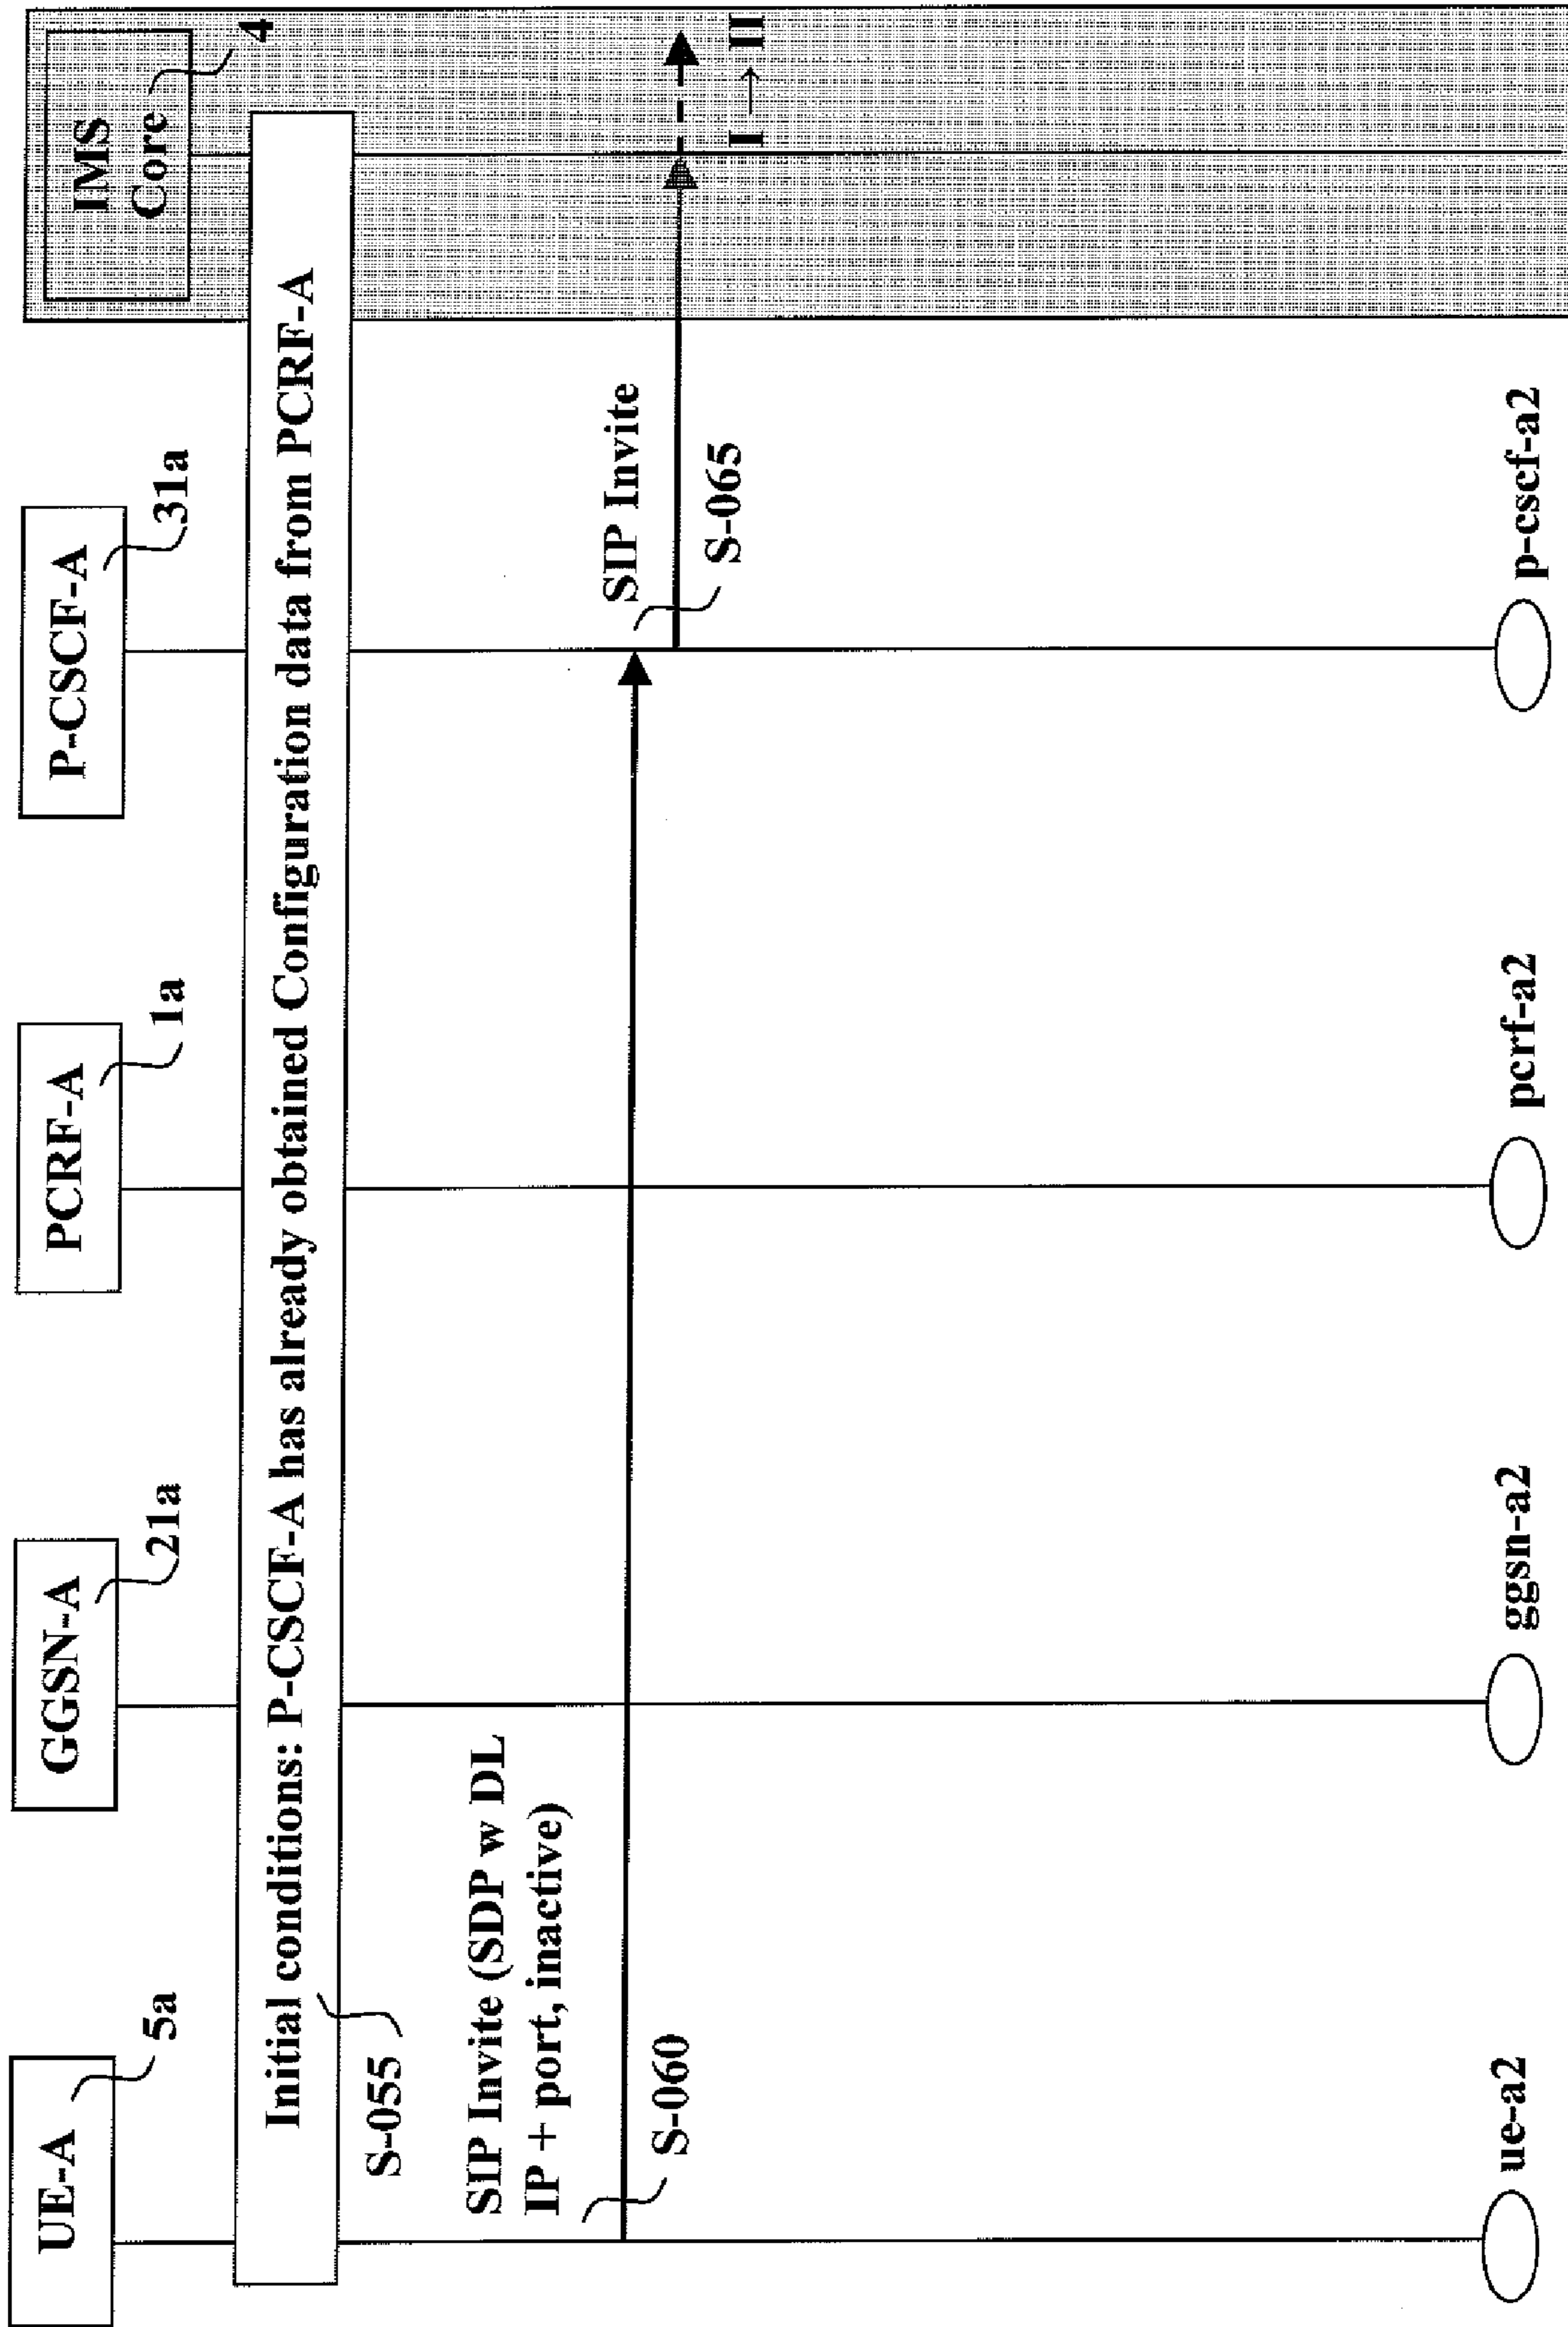 UE-A
5a
GGSN-A
21a
PCRF-A
1a
P-CSCF-A
31a
IMS
Core
4
Initial conditions: P-CSCF-A has already obtained Configuration data from PCRF-A
S-055
SIP Invite (SDP w DL
IP + port, inactive)
S-060
SIP Invite
S-065
I → II
ue-a2
ggsn-a2
pcrf-a2
p-cscf-a2